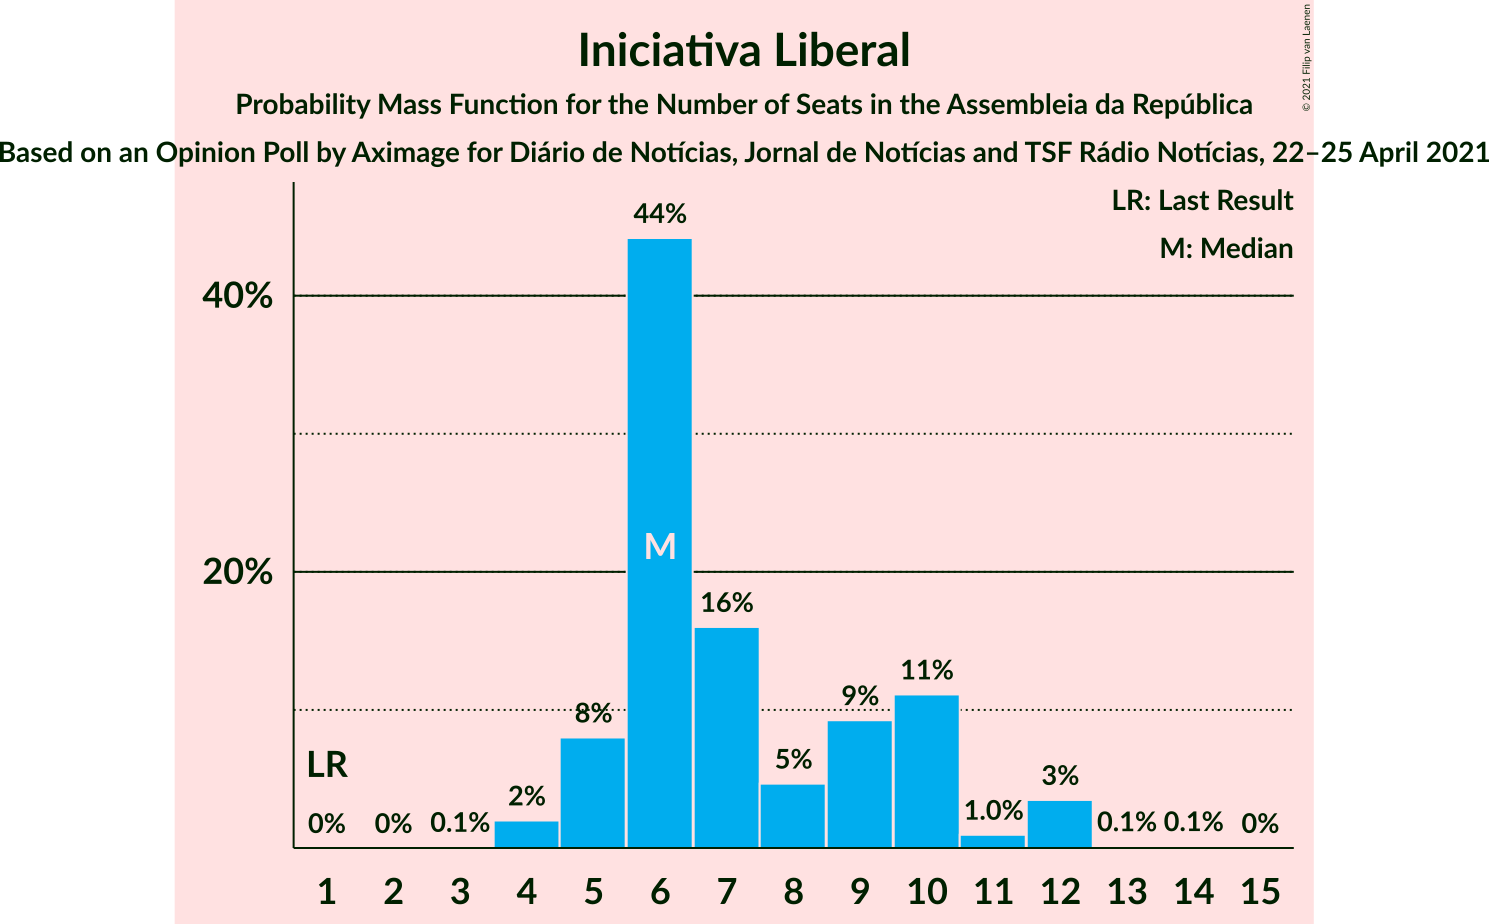 Iniciativa Liberal
Probability Mass Function for the Number of Seats in the Assembleia da República
Based on an Opinion Poll by Aximage for Diário de Notícias, Jornal de Notícias and TSF Rádio Notícias, 22–25 April 2021
© 2021 Filip van Laenen
LR: Last Result
M: Median
40%
20%
44%
M
16%
11%
9%
8%
5%
LR
3%
2%
1.0%
0% 0% 0.1% 0.1% 0.1% 0%
1 2 3 4 5 6 7 8 9 10 11 12 13 14 15